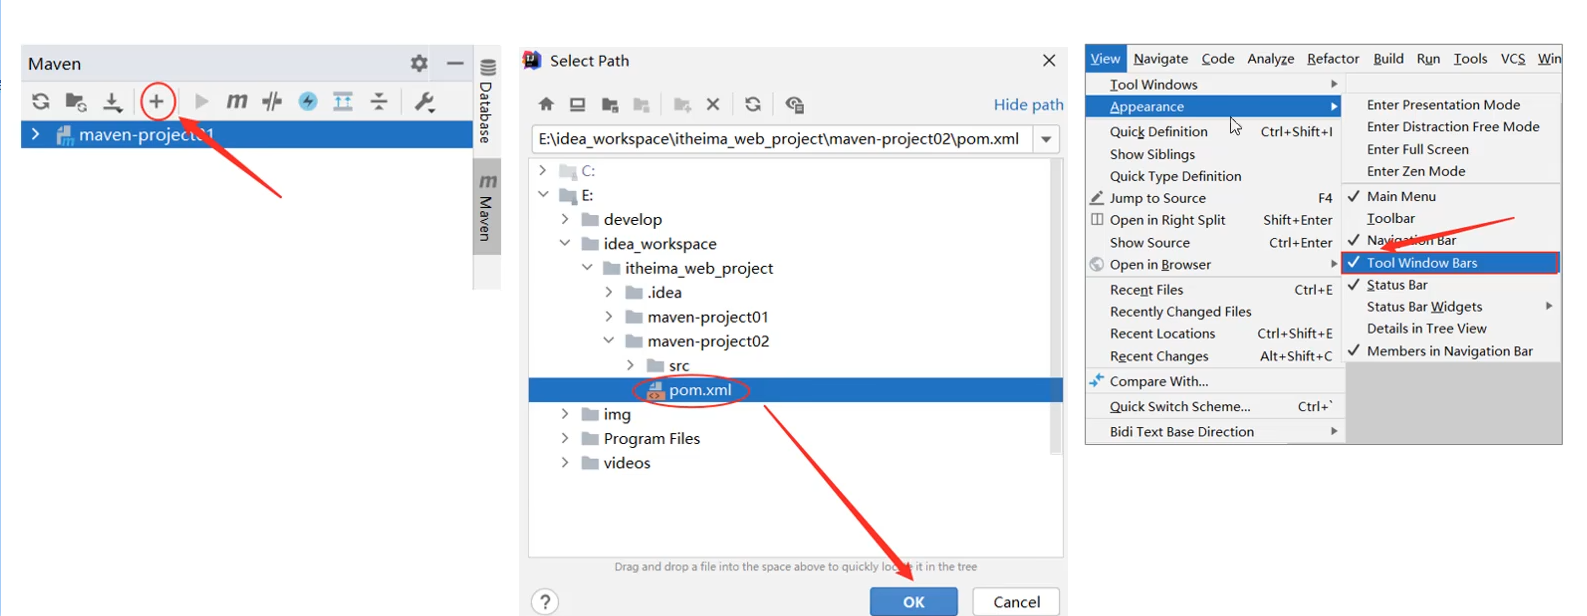 Maven
maven-project01
Database
Maven
Select Path
Hide path
E:\idea_workspace\itheima_web_project\maven-project02\pom.xml
C:
E:
develop
idea_workspace
itheima_web_project
.idea
maven-project01
maven-project02
src
pom.xml
img
Program Files
videos
Drag and drop a file into the space above to quickly locate it in the tree
?
OK
Cancel
View Navigate Code Analyze Refactor Build Run Tools VCS Win
Tool Windows
Appearance
Quick Definition Ctrl+Shift+I
Show Siblings
Quick Type Definition
Jump to Source F4
Open in Right Split Shift+Enter
Show Source Ctrl+Enter
Open in Browser
Recent Files Ctrl+E
Recently Changed Files
Recent Locations Ctrl+Shift+E
Recent Changes Alt+Shift+C
Compare With...
Quick Switch Scheme... Ctrl+`
Bidi Text Base Direction
Enter Presentation Mode
Enter Distraction Free Mode
Enter Full Screen
Enter Zen Mode
Main Menu
Toolbar
Navigation Bar
Tool Window Bars
Status Bar
Status Bar Widgets
Details in Tree View
Members in Navigation Bar